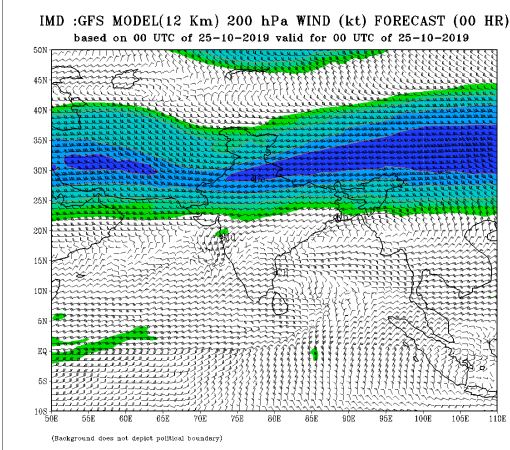 IMD :GFS MODEL(12 Km) 200 hPa WIND (kt) FORECAST (00 HR)
based on 00 UTC of 25-10-2019 valid for 00 UTC of 25-10-2019
50N
45N
40N
35N
30N
25N
20N
15N
10N
5N
EQ
5S
10S
50E 55E 60E 65E 70E 75E 80E 85E 90E 95E 100E 105E 110E
(Background does not depict political boundary)